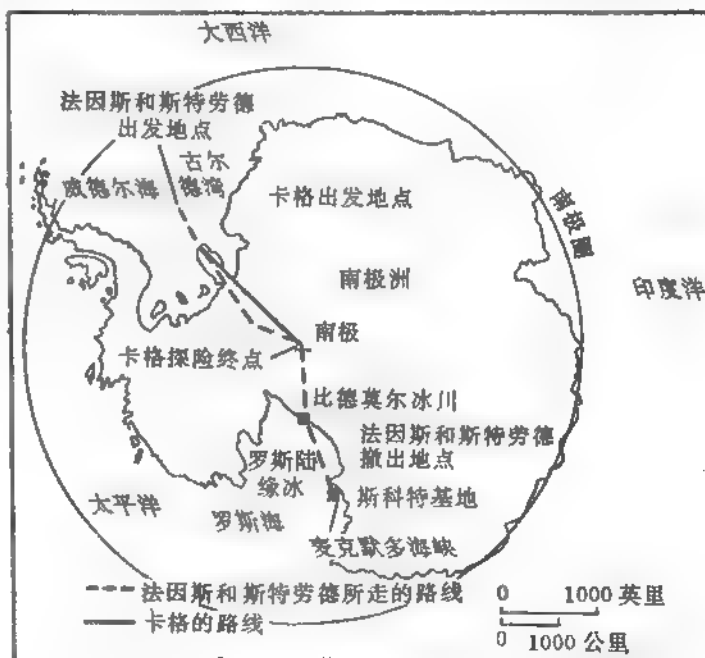 大西洋
法因斯和斯特劳德
出发地点
古尔
德湾
威德尔海
卡格出发地点
南极圈
南极洲
印度洋
南极
卡格探险终点
比德莫尔冰川
法因斯和斯特劳德
撤出地点
罗斯陆
缘冰
斯科特基地
太平洋
罗斯海
麦克默多海峡
法因斯和斯特劳德所走的路线
卡格的路线
0 1000 英里
0 1000 公里